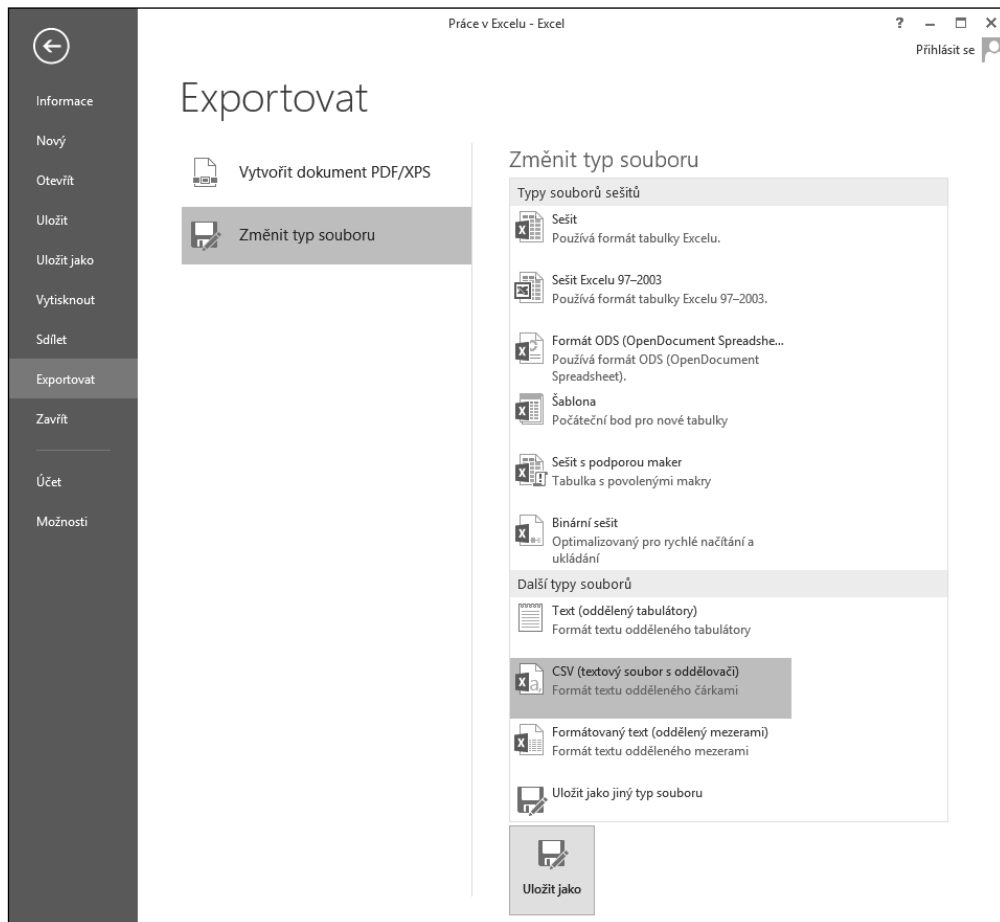 Práce v Excelu - Excel
?
Přihlásit se
Informace
Nový
Otevřít
Uložit
Uložit jako
Vytisknout
Sdílet
Exportovat
Zavřít
Účet
Možnosti
Exportovat
Vytvořit dokument PDF/XPS
Změnit typ souboru
Změnit typ souboru
Typy souborů sešitů
Sešit
Používá formát tabulky Excelu.
Sešit Excelu 97–2003
Používá formát tabulky Excelu 97–2003.
Formát ODS (OpenDocument Spreadshe...
Používá formát ODS (OpenDocument
Spreadsheet).
Šablona
Počáteční bod pro nové tabulky
Sešit s podporou maker
Tabulka s povolenými makry
Binární sešit
Optimalizovaný pro rychlé načítání a
ukládání
Další typy souborů
Text (oddělený tabulátory)
Formát textu odděleného tabulátory
CSV (textový soubor s oddělovači)
Formát textu odděleného čárkami
Formátovaný text (oddělený mezerami)
Formát textu odděleného mezerami
Uložit jako jiný typ souboru
Uložit jako